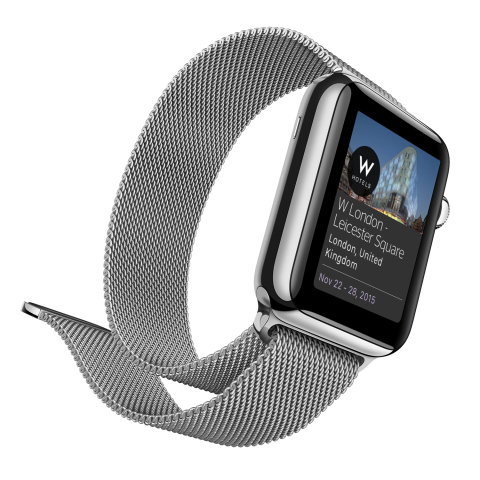 W
HOTELS
W London -
Leicester Square
London, United
Kingdom
Nov 22 - 28, 2015